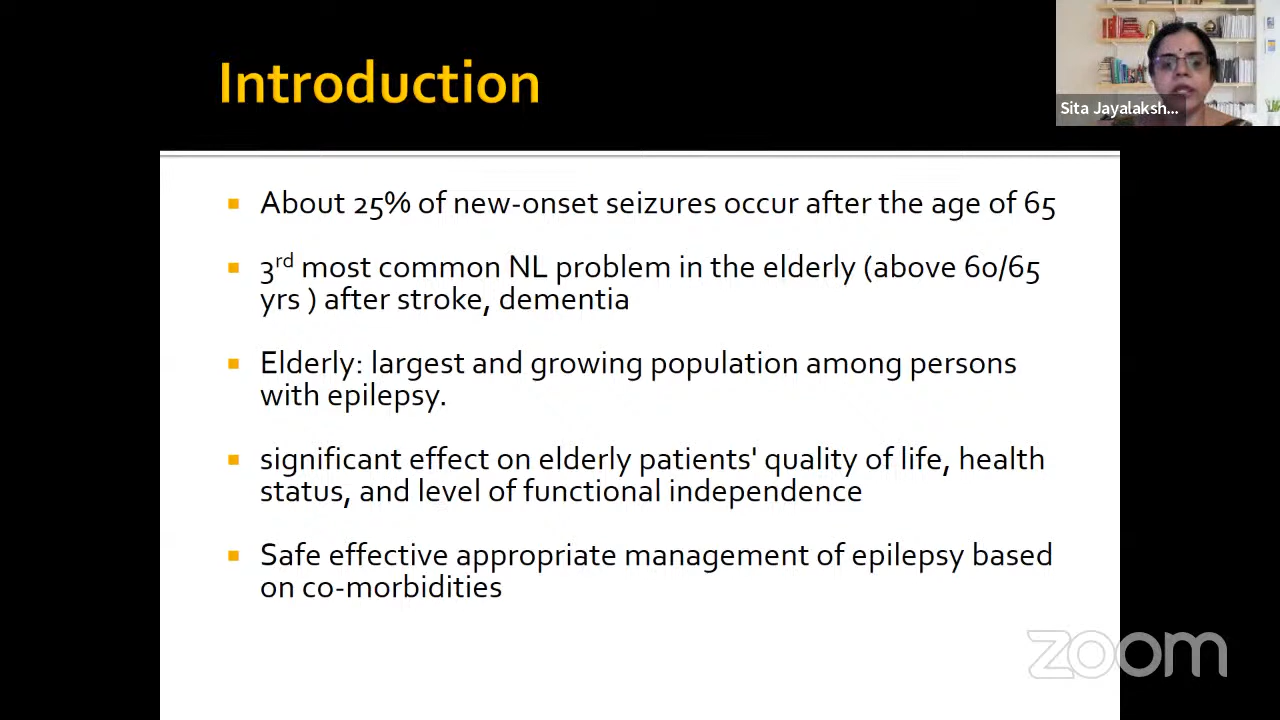 Introduction
Sita Jayalaksh...
About 25% of new-onset seizures occur after the age of 65
3rd most common NL problem in the elderly (above 60/65
yrs ) after stroke, dementia
Elderly: largest and growing population among persons
with epilepsy.
significant effect on elderly patients' quality of life, health
status, and level of functional independence
Safe effective appropriate management of epilepsy based
on co-morbidities
zoom